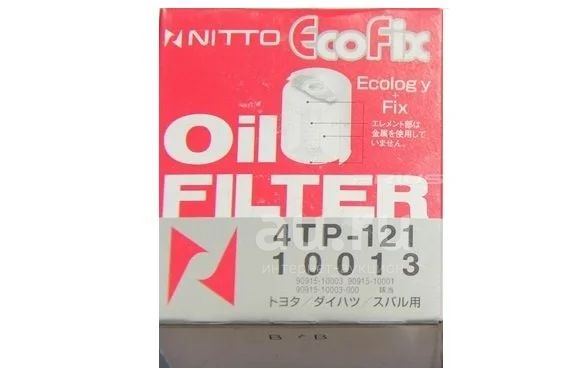 NITTO EcoFix
Ecology
+
Fix
エレメント部は
金属を使用して
いません。
Oil
FILTER
4TP-121
10013
90915-10003 90915-10001
90915-10003-000 該当
トヨタ/ダイハツ/スバル用